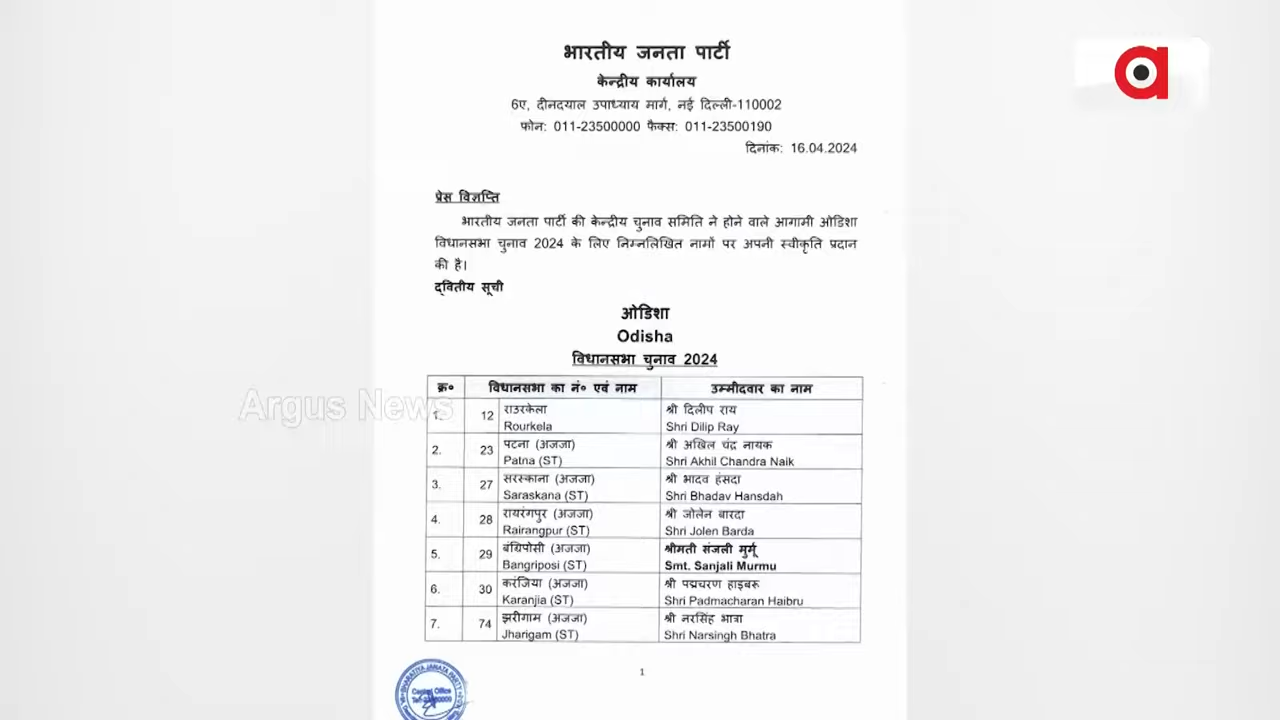 भारतीय जनता पार्टी
केन्द्रीय कार्यालय
6ए, दीनदयाल उपाध्याय मार्ग, नई दिल्ली-110002
फोन: 011-23500000 फैक्स: 011-23500190
दिनांक: 16.04.2024
प्रेस विज्ञप्ति
भारतीय जनता पार्टी की केन्द्रीय चुनाव समिति ने होने वाले आगामी ओडिशा
विधानसभा चुनाव 2024 के लिए निम्नलिखित नामों पर अपनी स्वीकृति प्रदान
की है।
द्वितीय सूची
ओडिशा
Odisha
विधानसभा चुनाव 2024
क्र० विधानसभा का नं० एवं नाम उम्मीदवार का नाम
Argus News
1. 12 राउरकेला श्री दिलीप राय
Rourkela Shri Dilip Ray
2. 23 पटना (अजजा) श्री अखिल चंद्र नायक
Patna (ST) Shri Akhil Chandra Naik
3. 27 सरस्काना (अजजा) श्री भादव हंसदा
Saraskana (ST) Shri Bhadav Hansdah
4. 28 रायरंगपुर (अजजा) श्री जोलेन बारदा
Rairangpur (ST) Shri Jolen Barda
5. 29 बंग्रिपोसी (अजजा) श्रीमती संजली मुर्मू
Bangriposi (ST) Smt. Sanjali Murmu
6. 30 करंजिया (अजजा) श्री पद्मचरण हाइबरू
Karanjia (ST) Shri Padmacharan Haibru
7. 74 झरीगाम (अजजा) श्री नरसिंह भात्रा
Jharigam (ST) Shri Narsingh Bhatra
1
BHARATIYA JANATA PARTY
Central Office
a